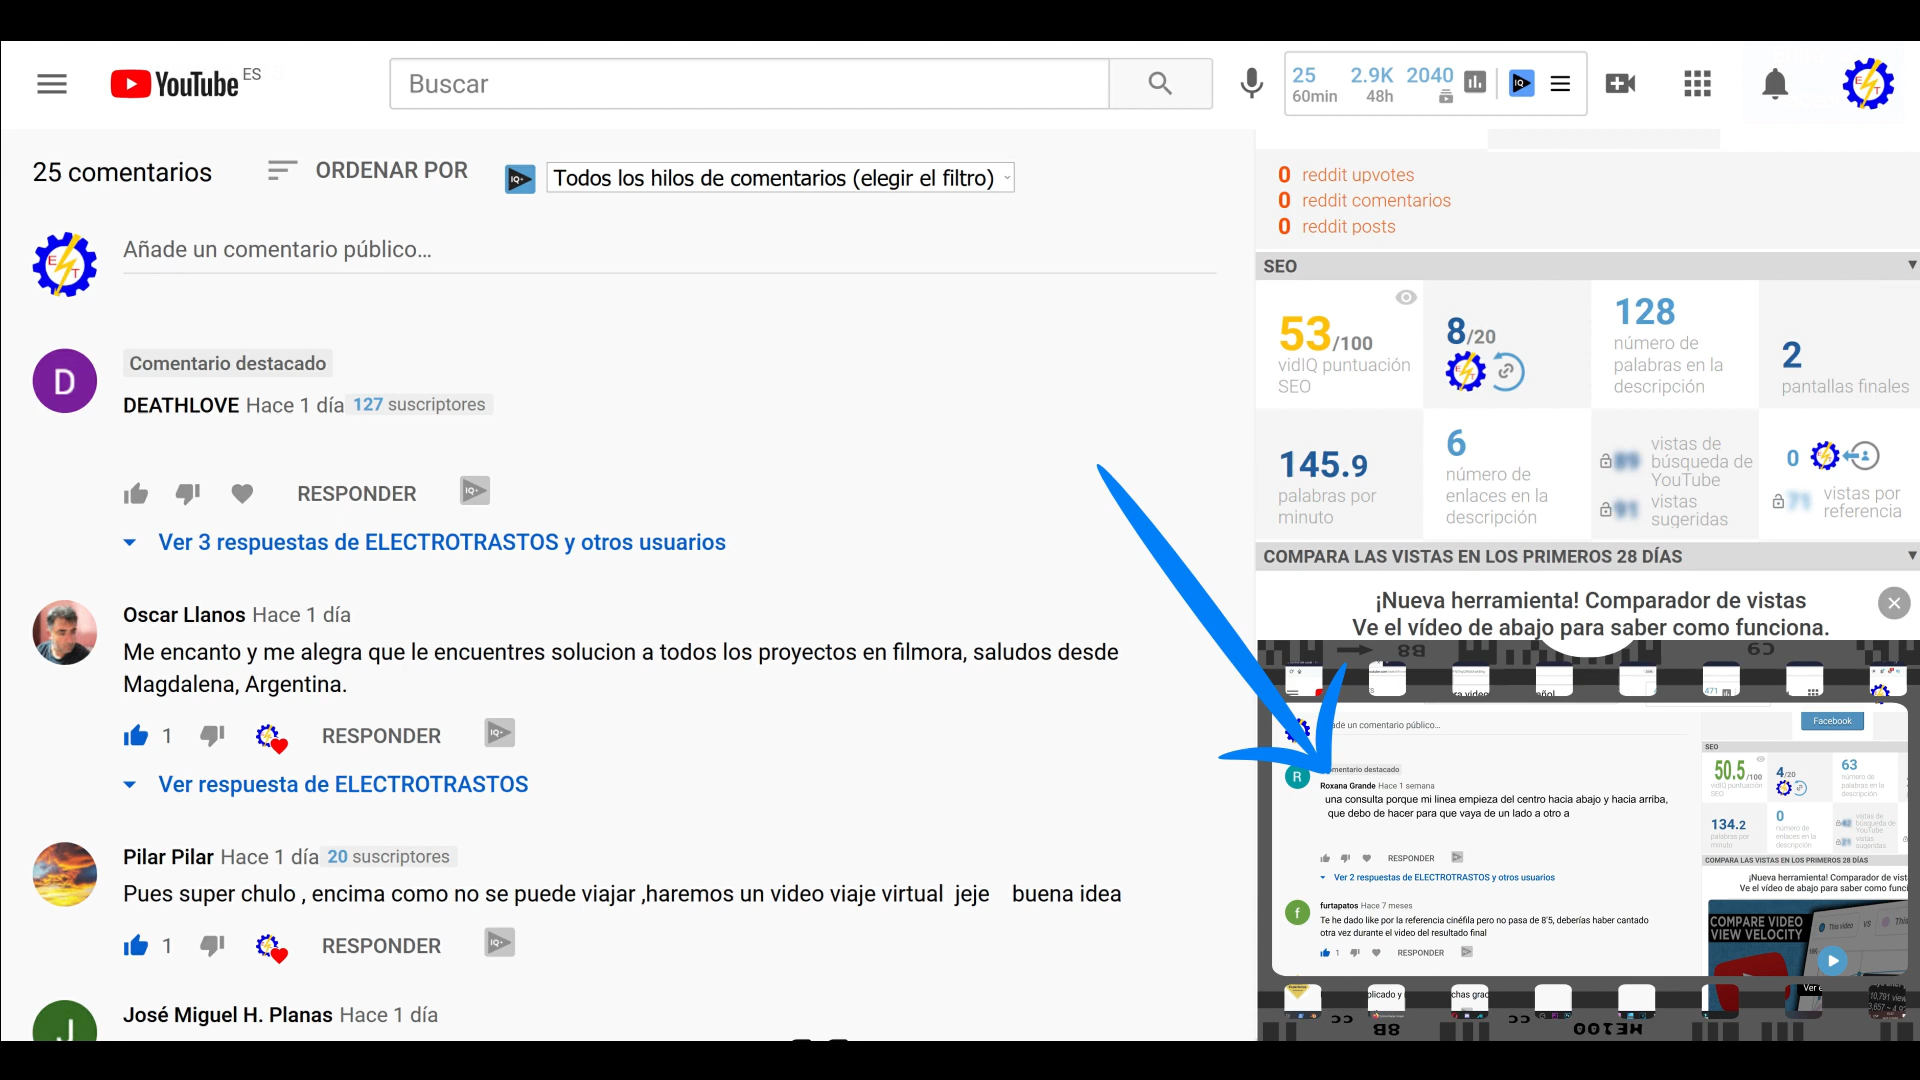 YouTube ES
Buscar
25 2.9K 2040
60min 48h
25 comentarios
ORDENAR POR
IQ+
Todos los hilos de comentarios (elegir el filtro)
Añade un comentario público...
D
Comentario destacado
DEATHLOVE Hace 1 día 127 suscriptores
RESPONDER
Ver 3 respuestas de ELECTROTRASTOS y otros usuarios
Oscar Llanos Hace 1 día
Me encanto y me alegra que le encuentres solucion a todos los proyectos en filmora, saludos desde
Magdalena, Argentina.
1 RESPONDER
Ver respuesta de ELECTROTRASTOS
Pilar Pilar Hace 1 día 20 suscriptores
Pues super chulo , encima como no se puede viajar ,haremos un video viaje virtual jeje buena idea
1 RESPONDER
J
José Miguel H. Planas Hace 1 día
0 reddit upvotes
0 reddit comentarios
0 reddit posts
SEO
53/100
vidIQ puntuación
SEO
8/20
128
número de
palabras en la
descripción
2
pantallas finales
145.9
palabras por
minuto
6
número de
enlaces en la
descripción
vistas de
búsqueda de
YouTube
vistas
sugeridas
0
vistas por
referencia
COMPARA LAS VISTAS EN LOS PRIMEROS 28 DÍAS
¡Nueva herramienta! Comparador de vistas
Ve el vídeo de abajo para saber como funciona.
un comentario público...
Facebook
R
destacado
Roxana Grande Hace 1 semana
una consulta porque mi linea empieza del centro hacia abajo y hacia arriba,
que debo de hacer para que vaya de un lado a otro a
RESPONDER
Ver 2 respuestas de ELECTROTRASTOS y otros usuarios
f
furtapatos Hace 7 meses
Te he dado like por la referencia cinéfila pero no pasa de 8'5, deberías haber cantado
otra vez durante el video del resultado final
1 RESPONDER
SEO
50.5/100
vidIQ puntuación
SEO
4/20
63
número de
palabras en la
descripción
134.2
palabras por
minuto
0
número de
enlaces en la
descripción
vistas de
búsqueda de
YouTube
vistas
sugeridas
COMPARA LAS VISTAS EN LOS PRIMEROS 28 DÍAS
¡Nueva herramienta! Comparador de
Ve el vídeo de abajo para saber como
COMPARE VIDEO
VIEW VELOCITY
This video VS This